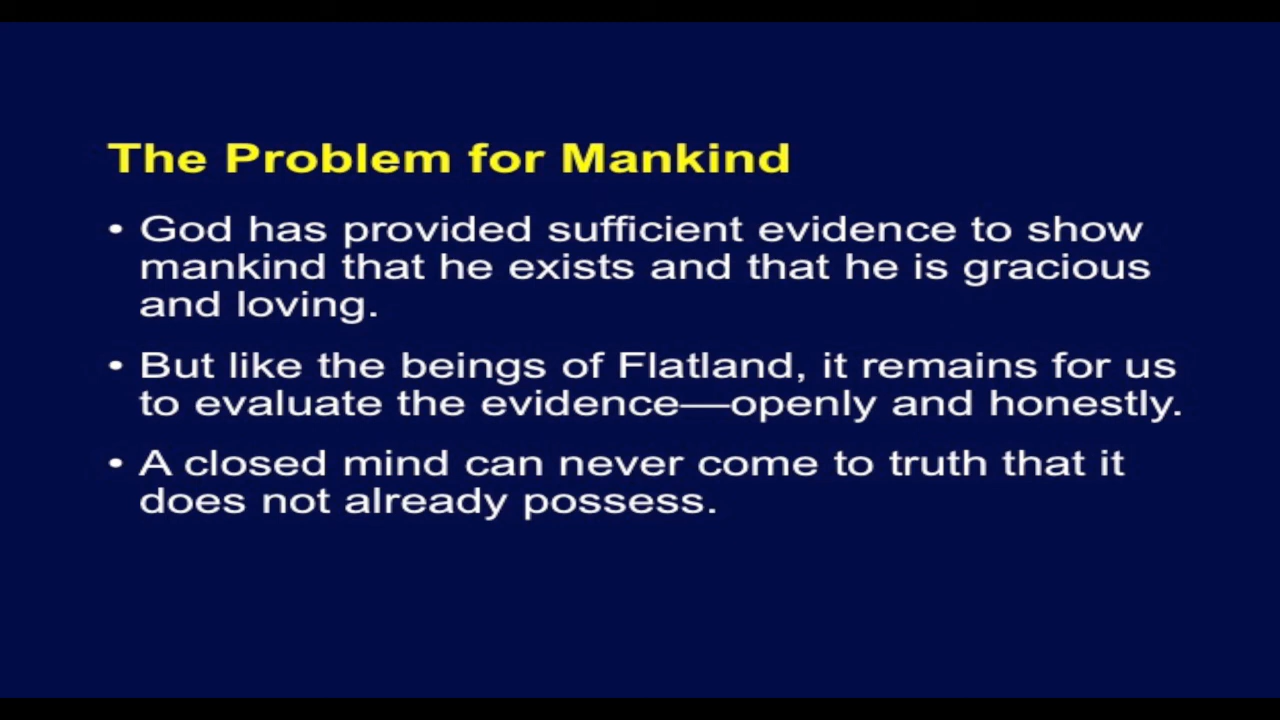 The Problem for Mankind
• God has provided sufficient evidence to show
mankind that he exists and that he is gracious
and loving.
• But like the beings of Flatland, it remains for us
to evaluate the evidence—openly and honestly.
• A closed mind can never come to truth that it
does not already possess.